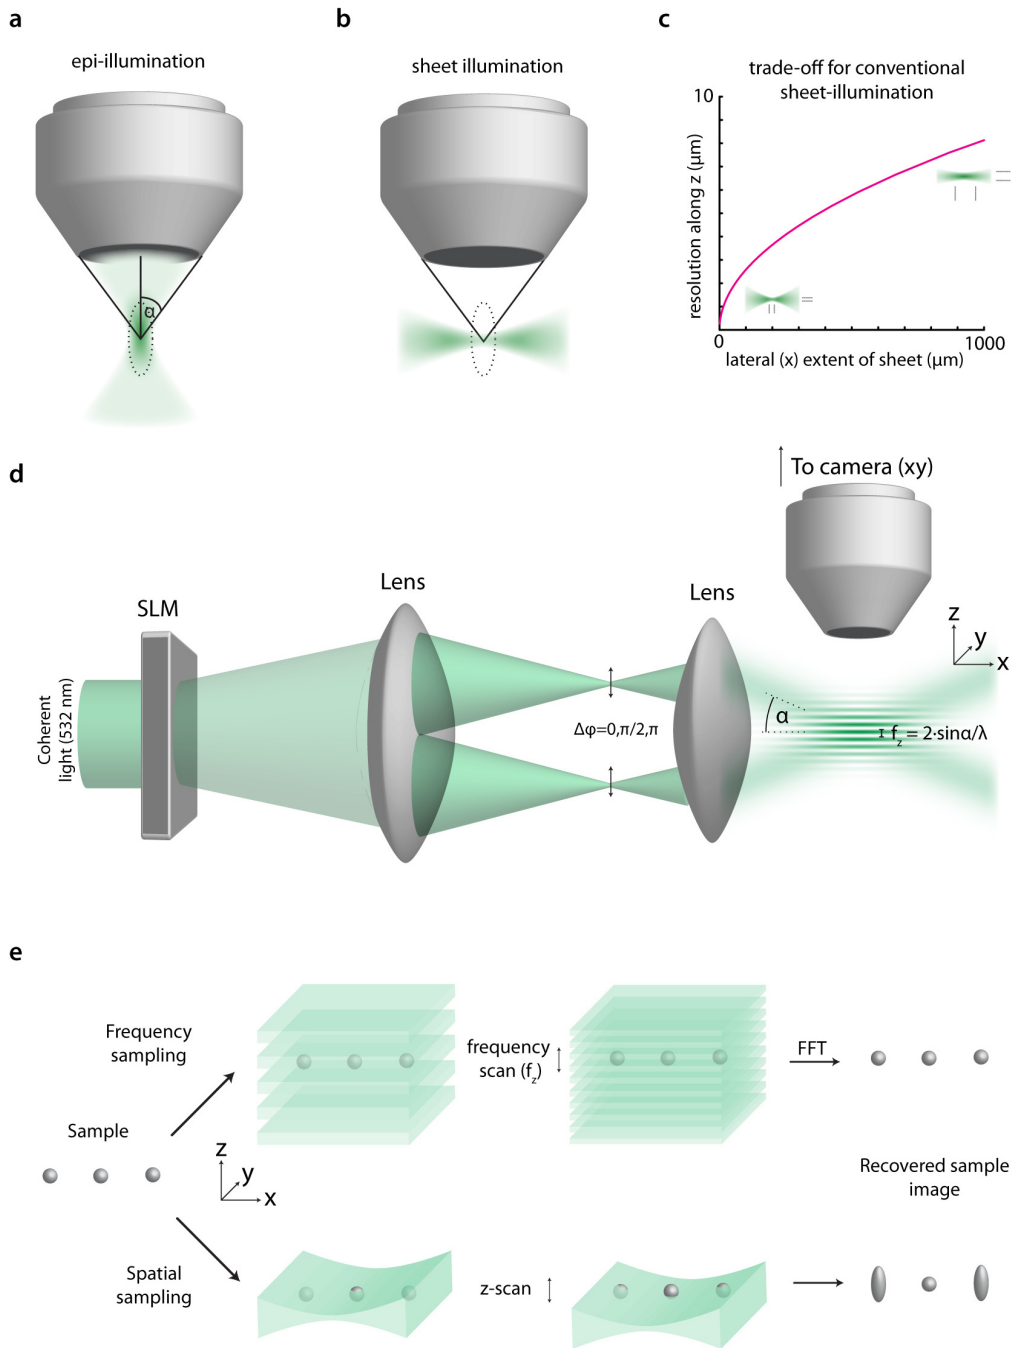 a
epi-illumination
α
b
sheet illumination
c
trade-off for conventional
sheet-illumination
10
resolution along z (μm)
0
1000
lateral (x) extent of sheet (μm)
d
To camera (xy)
Lens
Lens
SLM
z
y
x
Coherent
light (532 nm)
Δφ=0,π/2,π
α
f_z = 2·sinα/λ
e
Frequency
sampling
frequency
scan (f_z)
FFT
Sample
z
y
x
Recovered sample
image
Spatial
sampling
z-scan